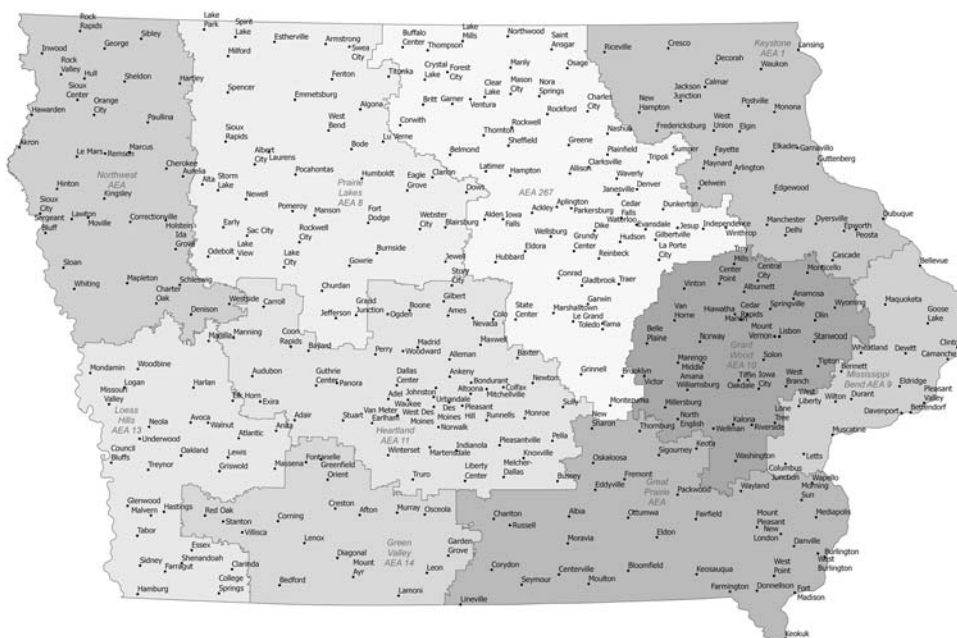 Rock
Rapids
George
Sibley
Inwood
Rock
Valley
Hull
Sheldon
Hartley
Sioux
Center
Orange
City
Hawarden
Paullina
Akron
Le Mars
Remsen
Marcus
Cherokee
Aurelia
Northwest
AEA
Hinton
Kingsley
Sioux
City
Sergeant
Bluff
Lawton
Moville
Correctionville
Holstein
Ida
Grove
Sloan
Whiting
Mapleton
Schleswig
Charter
Oak
Denison
Westside
Lake
Park
Spirit
Lake
Estherville
Armstrong
Swea
City
Milford
Fenton
Spencer
Emmetsburg
Algona
West
Bend
Lu Verne
Sioux
Rapids
Albert
City
Laurens
Bode
Pocahontas
Humboldt
Eagle
Grove
Clarion
Dows
Alta
Storm
Lake
Newell
Prairie
Lakes
AEA 8
Pomeroy
Manson
Fort
Dodge
Webster
City
Blairsburg
Early
Sac City
Rockwell
City
Odebolt
Lake
View
Lake
City
Gowrie
Burnside
Jewell
Story
City
Churdan
Jefferson
Grand
Junction
Buffalo
Center
Thompson
Lake
Mills
Northwood
Saint
Ansgar
Titonka
Crystal
Lake
Forest
City
Manly
Osage
Clear
Lake
Mason
City
Nora
Springs
Charles
City
Britt
Garner
Ventura
Rockford
Corwith
Rockwell
Thornton
Sheffield
Greene
Nashua
Belmond
Plainfield
Sumner
Latimer
Hampton
Allison
Clarksville
Tripoli
AEA 267
Waverly
Janesville
Denver
Ackley
Aplington
Parkersburg
Cedar
Falls
Dunkerton
Alden
Iowa
Falls
Dike
Waterloo
Evansdale
Jesup
Independence
Winthrop
Wellsburg
Grundy
Center
Hudson
Gilbertville
La Porte
City
Eldora
Reinbeck
Hubbard
Conrad
Gladbrook
Traer
State
Center
Marshalltown
Garwin
Le Grand
Toledo
Tama
Grinnell
Brooklyn
Montezuma
Riceville
Cresco
Keystone
AEA 1
Lansing
Decorah
Waukon
Jackson
Junction
Calmar
New
Hampton
Postville
Monona
Fredericksburg
West
Union
Elgin
Fayette
Elkader
Garnavillo
Guttenberg
Maynard
Arlington
Oelwein
Edgewood
Manchester
Delhi
Dyersville
Dubuque
Epworth
Peosta
Cascade
Monticello
Bellevue
Troy
Mills
Center
Point
Central
City
Alburnett
Vinton
Anamosa
Springville
Wyoming
Van
Horne
Hiawatha
Cedar
Rapids
Marion
Olin
Belle
Plaine
Norway
Mount
Vernon
Lisbon
Stanwood
Grant
Wood
AEA 10
Marengo
Middle
Amana
Solon
Tipton
Victor
Williamsburg
Tiffin
Oakdale
Iowa
City
West
Branch
Millersburg
North
English
Kalona
Lone
Tree
Riverside
Wellman
Washington
Maquoketa
Goose
Lake
Wheatland
Dewitt
Clinton
Camanche
Bennett
Mississippi
Bend AEA 9
West
Liberty
Wilton
Durant
Eldridge
Pleasant
Valley
Davenport
Bettendorf
Muscatine
Letts
Columbus
Junction
Wapello
Manilla
Manning
Carroll
Coon
Rapids
Bayard
Mondamin
Woodbine
Logan
Missouri
Valley
Harlan
Audubon
Elk Horn
Exira
Loess
Hills
AEA 13
Neola
Avoca
Walnut
Underwood
Atlantic
Anita
Council
Bluffs
Treynor
Oakland
Lewis
Griswold
Glenwood
Malvern
Hastings
Tabor
Essex
Sidney
Shenandoah
Farragut
Clarinda
College
Springs
Hamburg
Ogden
Boone
Gilbert
Ames
Colo
Nevada
Guthrie
Center
Panora
Perry
Madrid
Woodward
Alleman
Maxwell
Baxter
Dallas
Center
Ankeny
Bondurant
Newton
Adel
Johnston
Altoona
Colfax
Mitchellville
Waukee
Urbandale
Van Meter
Earlham
West Des
Moines
Des
Moines
Pleasant
Hill
Runnells
Monroe
Sully
Adair
Stuart
Norwalk
Heartland
AEA 11
Winterset
Indianola
Martensdale
Pleasantville
Pella
Knoxville
Truro
Liberty
Center
Melcher-
Dallas
Bussey
Massena
Fontanelle
Greenfield
Orient
Red Oak
Stanton
Villisca
Corning
Creston
Afton
Murray
Osceola
Lenox
Diagonal
Mount
Ayr
Green
Valley
AEA 14
Garden
Grove
Bedford
Leon
Lamoni
New
Sharon
Thornburg
Keota
Oskaloosa
Sigourney
Fremont
Eddyville
Great
Prairie
AEA
Packwood
Wayland
Morning
Sun
Chariton
Russell
Albia
Ottumwa
Fairfield
Mount
Pleasant
New
London
Mediapolis
Eldon
Danville
Moravia
Burlington
West
Burlington
Corydon
Seymour
Centerville
Moulton
Bloomfield
Keosauqua
West
Point
Farmington
Donnellson
Fort
Madison
Lineville
Keokuk